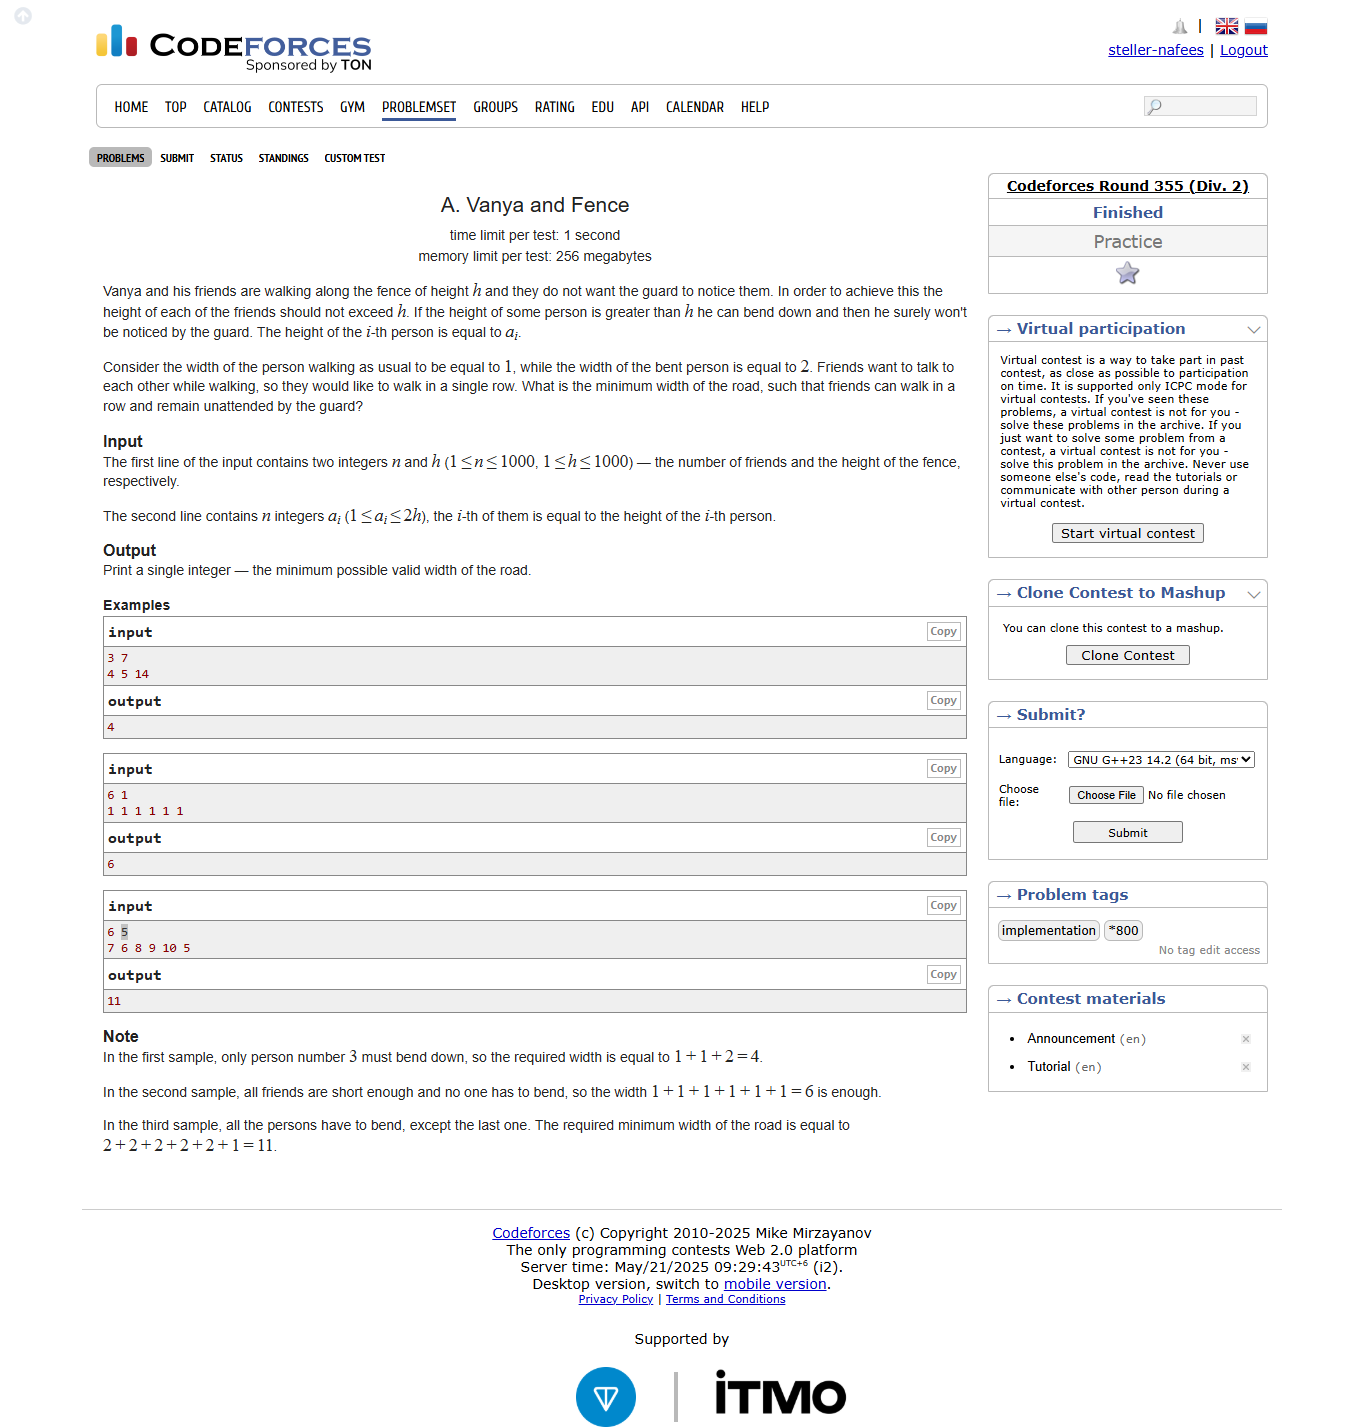 CODEFORCES
Sponsored by TON
|
steller-nafees | Logout
HOME TOP CATALOG CONTESTS GYM PROBLEMSET GROUPS RATING EDU API CALENDAR HELP
PROBLEMS SUBMIT STATUS STANDINGS CUSTOM TEST
A. Vanya and Fence
time limit per test: 1 second
memory limit per test: 256 megabytes
Vanya and his friends are walking along the fence of height h and they do not want the guard to notice them. In order to achieve this the
height of each of the friends should not exceed h. If the height of some person is greater than h he can bend down and then he surely won't
be noticed by the guard. The height of the i-th person is equal to aᵢ.
Consider the width of the person walking as usual to be equal to 1, while the width of the bent person is equal to 2. Friends want to talk to
each other while walking, so they would like to walk in a single row. What is the minimum width of the road, such that friends can walk in a
row and remain unattended by the guard?
Input
The first line of the input contains two integers n and h (1 ≤ n ≤ 1000, 1 ≤ h ≤ 1000) — the number of friends and the height of the fence,
respectively.
The second line contains n integers aᵢ (1 ≤ aᵢ ≤ 2h), the i-th of them is equal to the height of the i-th person.
Output
Print a single integer — the minimum possible valid width of the road.
Examples
input
Copy
3 7
4 5 14
output
Copy
4
input
Copy
6 1
1 1 1 1 1 1
output
Copy
6
input
Copy
6 5
7 6 8 9 10 5
output
Copy
11
Note
In the first sample, only person number 3 must bend down, so the required width is equal to 1 + 1 + 2 = 4.
In the second sample, all friends are short enough and no one has to bend, so the width 1 + 1 + 1 + 1 + 1 + 1 = 6 is enough.
In the third sample, all the persons have to bend, except the last one. The required minimum width of the road is equal to
2 + 2 + 2 + 2 + 2 + 1 = 11.
Codeforces Round 355 (Div. 2)
Finished
Practice
→ Virtual participation
Virtual contest is a way to take part in past
contest, as close as possible to participation
on time. It is supported only ICPC mode for
virtual contests. If you've seen these
problems, a virtual contest is not for you -
solve these problems in the archive. If you
just want to solve some problem from a
contest, a virtual contest is not for you -
solve this problem in the archive. Never use
someone else's code, read the tutorials or
communicate with other person during a
virtual contest.
Start virtual contest
→ Clone Contest to Mashup
You can clone this contest to a mashup.
Clone Contest
→ Submit?
Language: GNU G++23 14.2 (64 bit, ms
Choose
file:
Choose File No file chosen
Submit
→ Problem tags
implementation *800
No tag edit access
→ Contest materials
• Announcement (en) ×
• Tutorial (en) ×
Codeforces (c) Copyright 2010-2025 Mike Mirzayanov
The only programming contests Web 2.0 platform
Server time: May/21/2025 09:29:43 UTC+6 (i2).
Desktop version, switch to mobile version.
Privacy Policy | Terms and Conditions
Supported by
iTMO